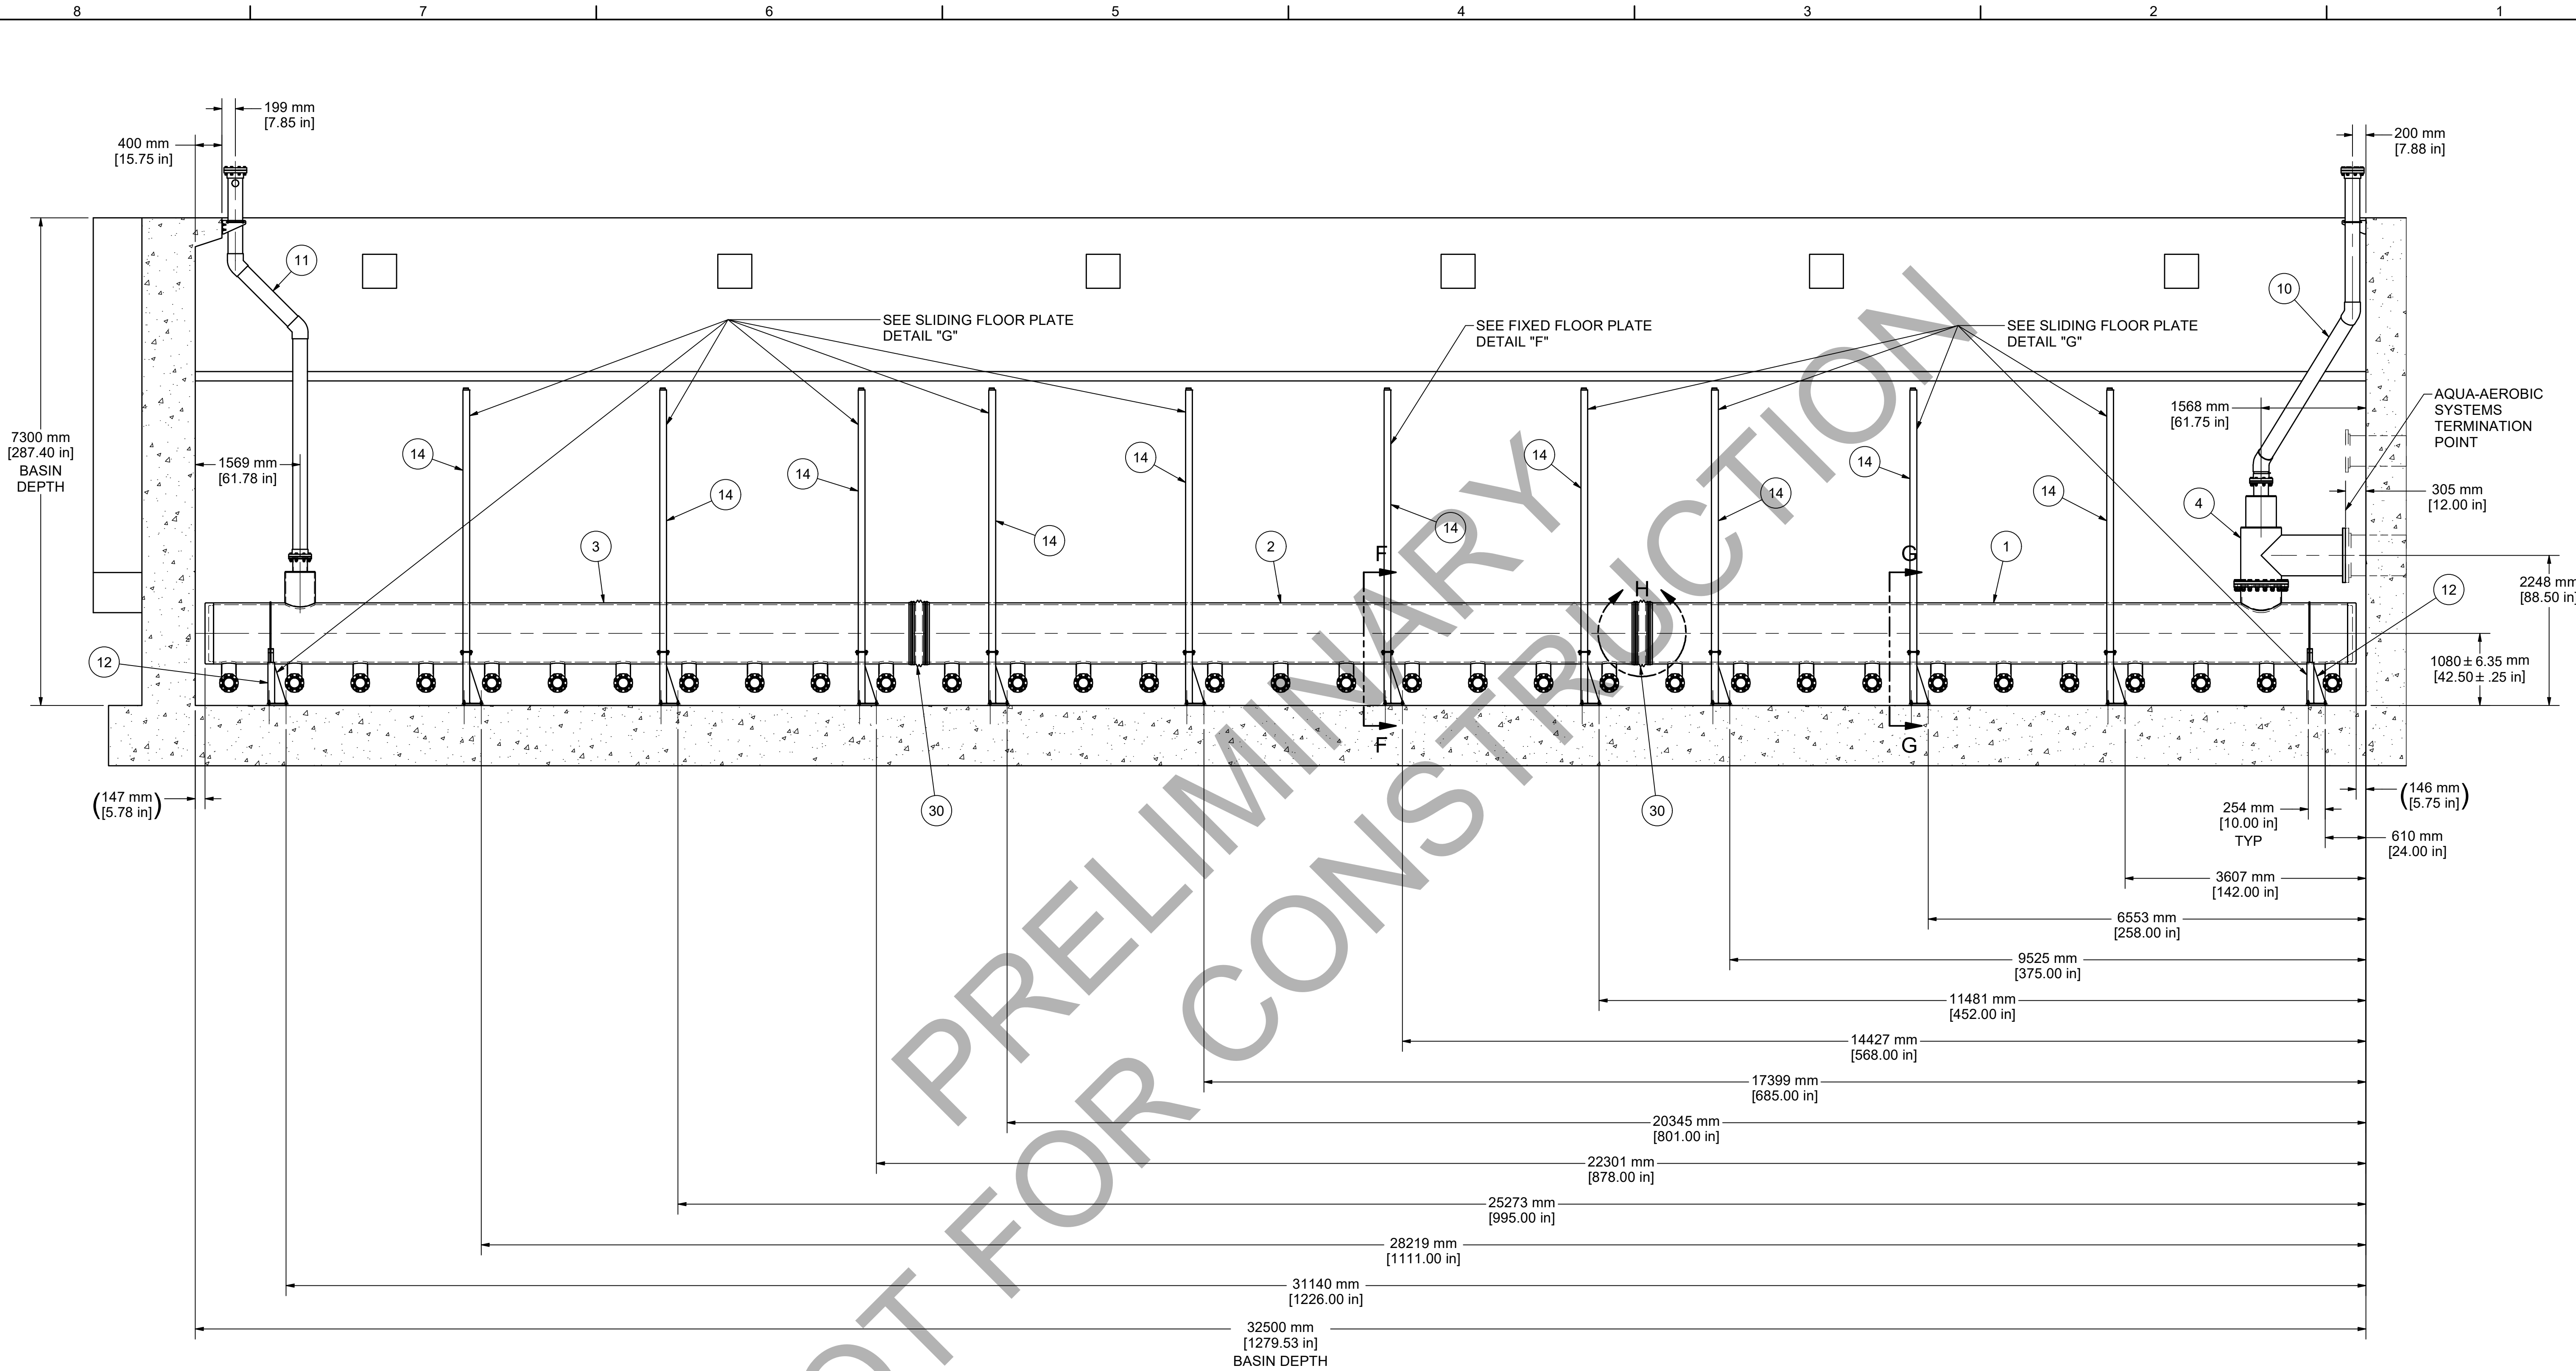 8 7 6 5 4 3 2 1
199 mm
[7.85 in]
400 mm
[15.75 in]
200 mm
[7.88 in]
11
10
SEE SLIDING FLOOR PLATE
DETAIL "G"
SEE FIXED FLOOR PLATE
DETAIL "F"
SEE SLIDING FLOOR PLATE
DETAIL "G"
AQUA-AEROBIC
SYSTEMS
TERMINATION
POINT
1568 mm
[61.75 in]
7300 mm
[287.40 in]
BASIN
DEPTH
1569 mm
[61.78 in]
14
14
14
14
14
14
14
14
14
14
305 mm
[12.00 in]
4
3
2
1
F
G
H
2248 mm
[88.50 in]
12
12
1080 ± 6.35 mm
[42.50 ± .25 in]
F
G
(147 mm)
[5.78 in]
30
30
(146 mm)
[5.75 in]
254 mm
[10.00 in]
TYP
610 mm
[24.00 in]
3607 mm
[142.00 in]
6553 mm
[258.00 in]
9525 mm
[375.00 in]
11481 mm
[452.00 in]
14427 mm
[568.00 in]
17399 mm
[685.00 in]
20345 mm
[801.00 in]
22301 mm
[878.00 in]
25273 mm
[995.00 in]
28219 mm
[1111.00 in]
31140 mm
[1226.00 in]
32500 mm
[1279.53 in]
BASIN DEPTH
PRELIMINARY
OT FOR CONSTRUCTION